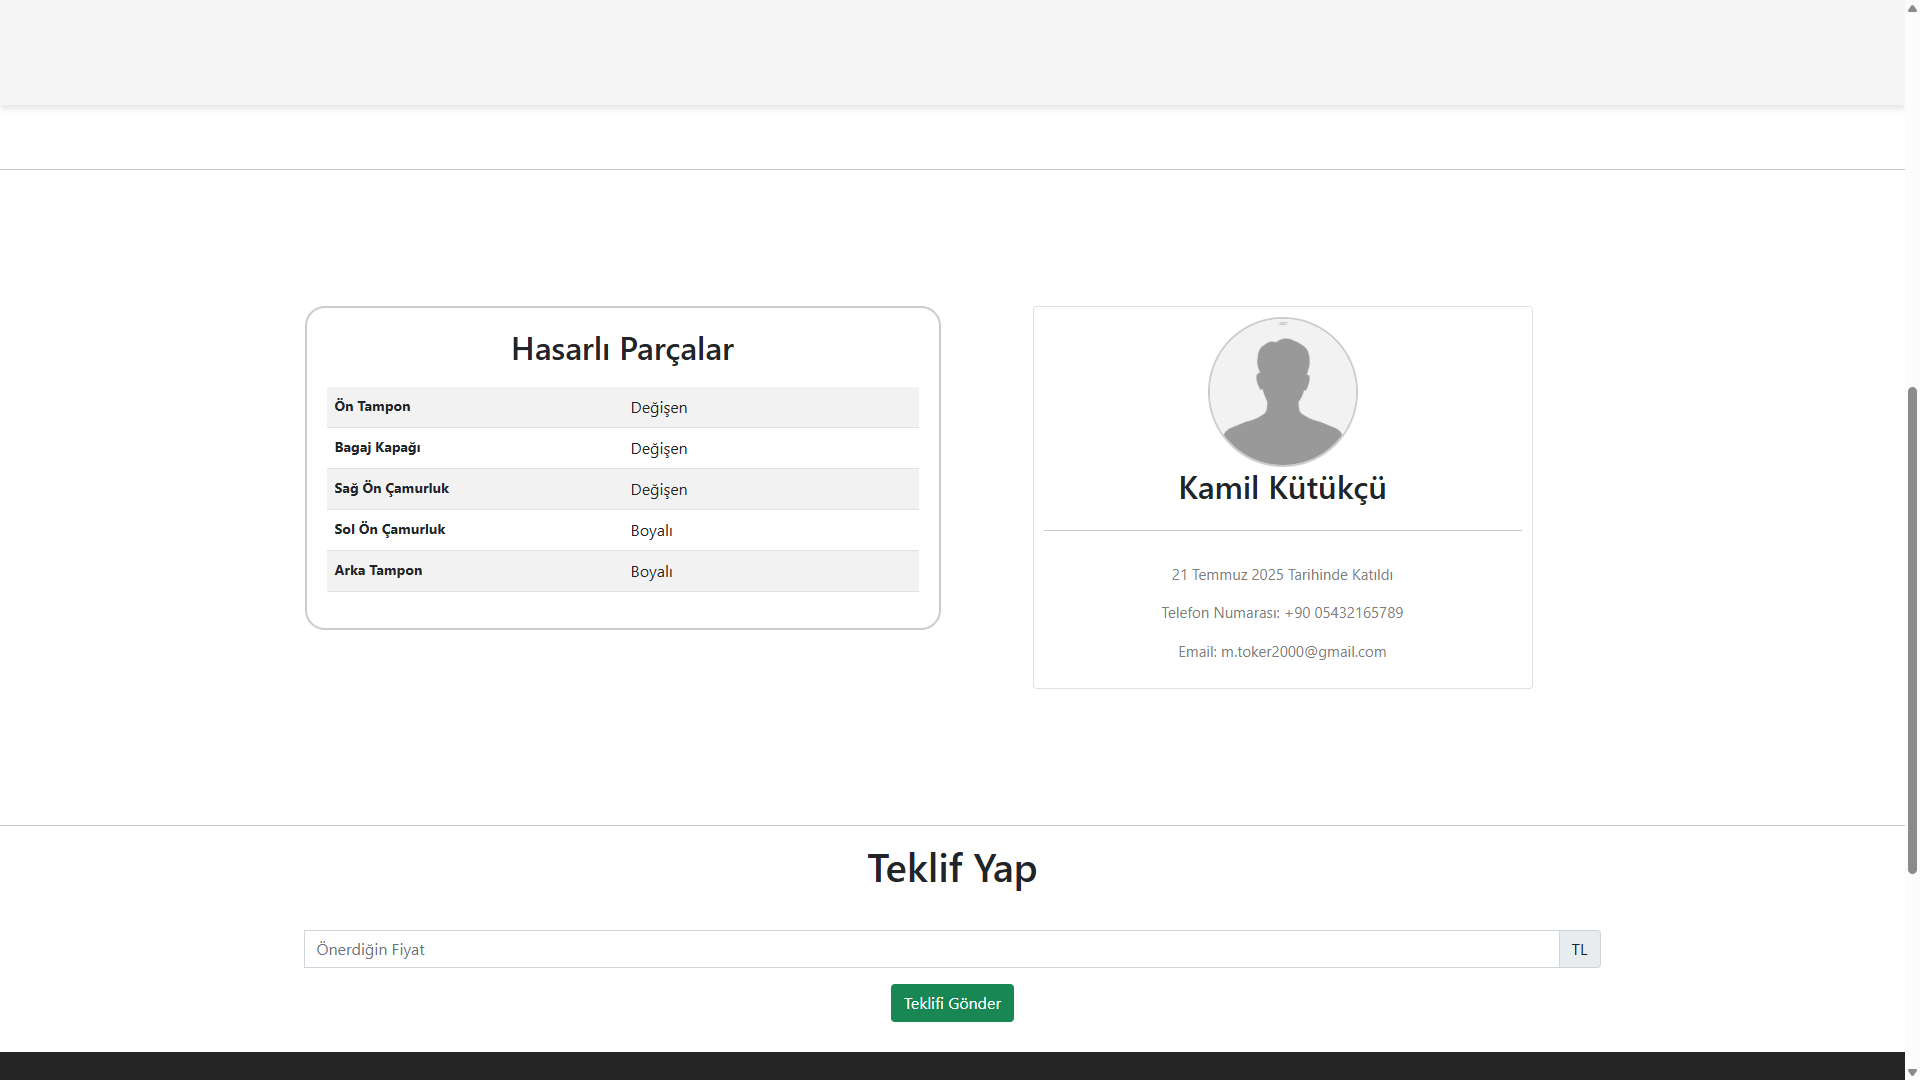 Hasarlı Parçalar
Ön Tampon Değişen
Bagaj Kapağı Değişen
Sağ Ön Çamurluk Değişen
Sol Ön Çamurluk Boyalı
Arka Tampon Boyalı
Kamil Kütükçü
21 Temmuz 2025 Tarihinde Katıldı
Telefon Numarası: +90 05432165789
Email: m.toker2000@gmail.com
Teklif Yap
Önerdiğin Fiyat TL
Teklifi Gönder